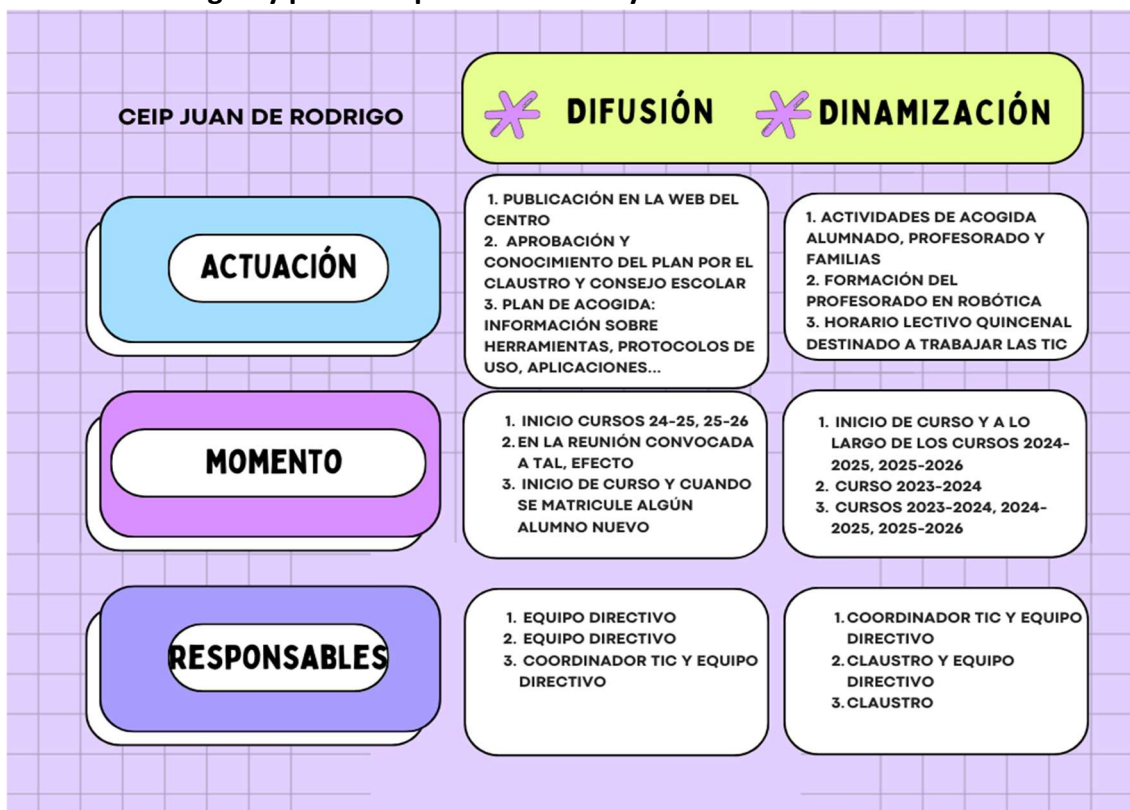 CEIP JUAN DE RODRIGO
DIFUSIÓN
DINAMIZACIÓN
ACTUACIÓN
1. PUBLICACIÓN EN LA WEB DEL
CENTRO
2. APROBACIÓN Y
CONOCIMIENTO DEL PLAN POR EL
CLAUSTRO Y CONSEJO ESCOLAR
3. PLAN DE ACOGIDA:
INFORMACIÓN SOBRE
HERRAMIENTAS, PROTOCOLOS DE
USO, APLICACIONES...
1. ACTIVIDADES DE ACOGIDA
ALUMNADO, PROFESORADO Y
FAMILIAS
2. FORMACIÓN DEL
PROFESORADO EN ROBÓTICA
3. HORARIO LECTIVO QUINCENAL
DESTINADO A TRABAJAR LAS TIC
MOMENTO
1. INICIO CURSOS 24-25, 25-26
2. EN LA REUNIÓN CONVOCADA
A TAL, EFECTO
3. INICIO DE CURSO Y CUANDO
SE MATRICULE ALGÚN
ALUMNO NUEVO
1. INICIO DE CURSO Y A LO
LARGO DE LOS CURSOS 2024-
2025, 2025-2026
2. CURSO 2023-2024
3. CURSOS 2023-2024, 2024-
2025, 2025-2026
RESPONSABLES
1. EQUIPO DIRECTIVO
2. EQUIPO DIRECTIVO
3. COORDINADOR TIC Y EQUIPO
DIRECTIVO
1. COORDINADOR TIC Y EQUIPO
DIRECTIVO
2. CLAUSTRO Y EQUIPO
DIRECTIVO
3. CLAUSTRO